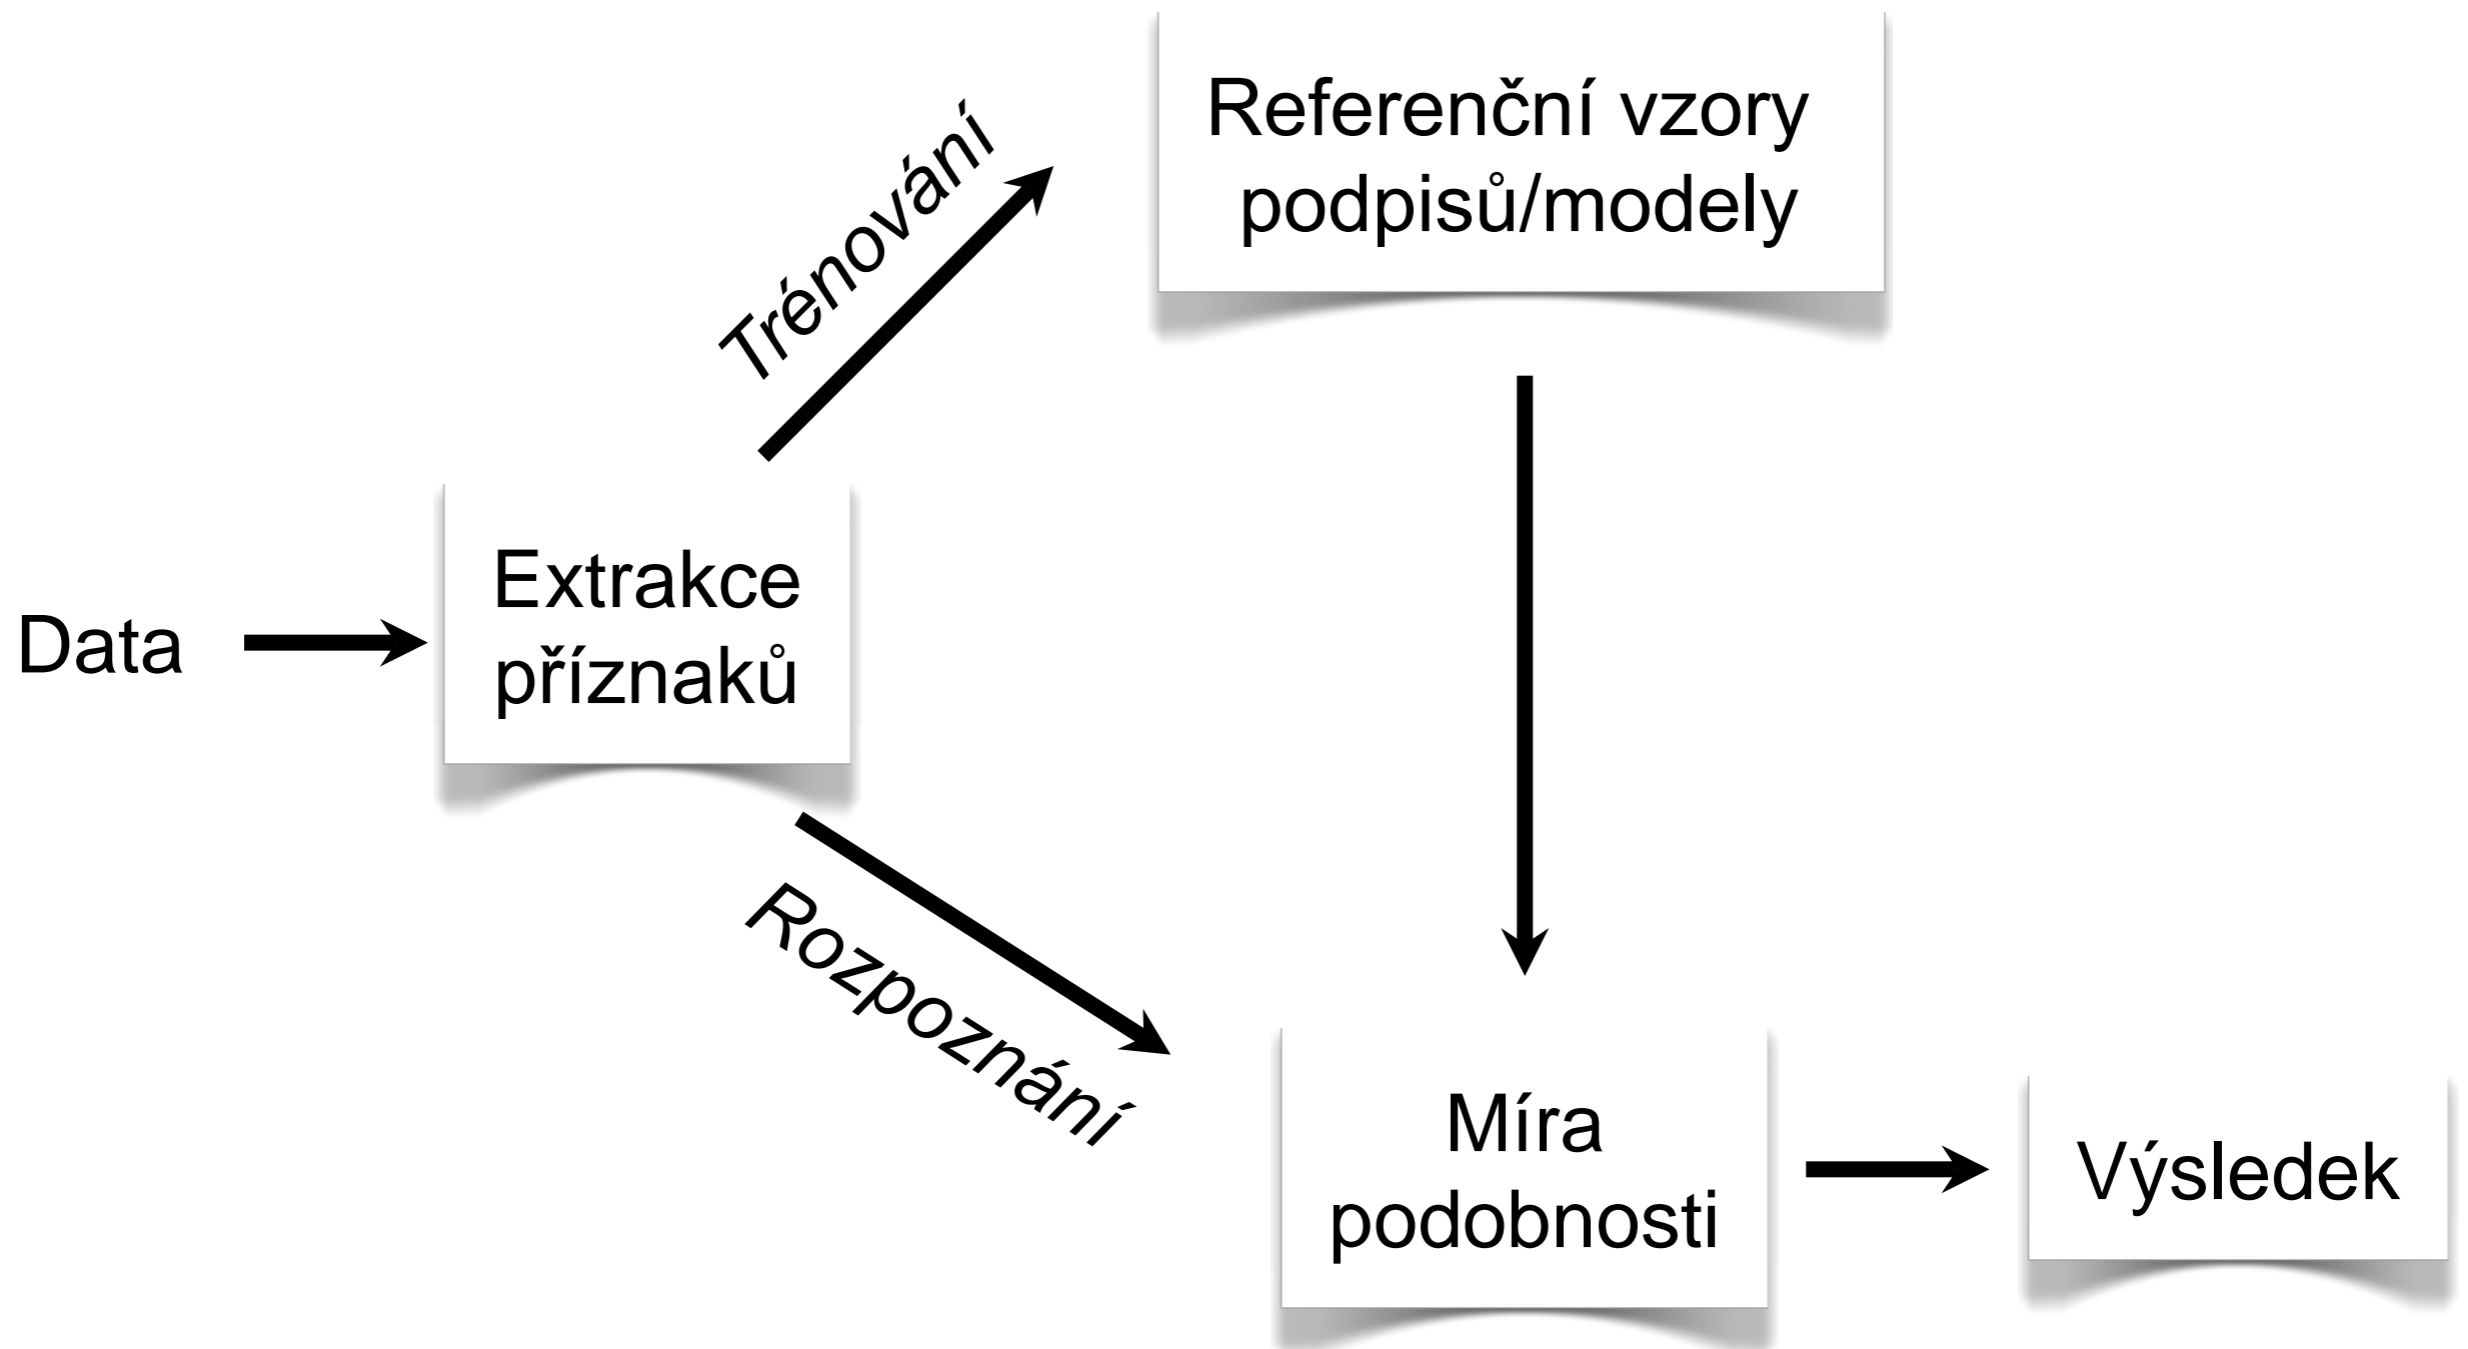 Referenční vzory
podpisů/modely
Trénování
Extrakce
příznaků
Data
Rozpoznání
Míra
podobnosti
Výsledek